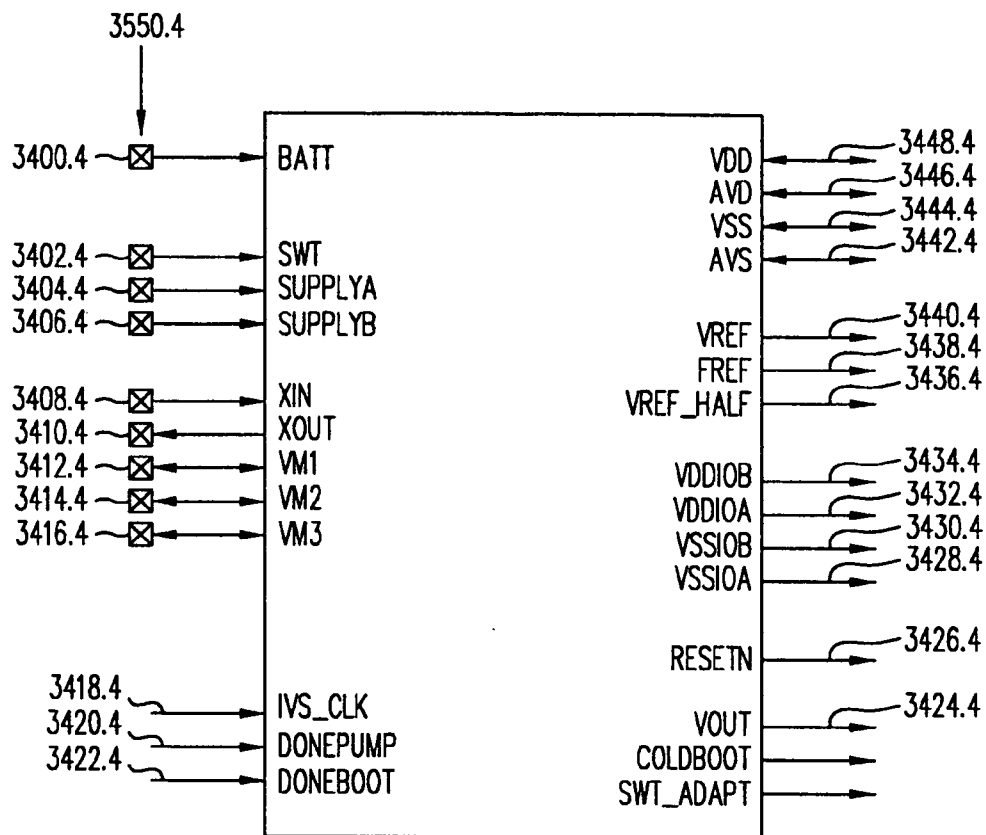 3550.4
3400.4 BATT VDD 3448.4
AVD 3446.4
VSS 3444.4
3402.4 SWT AVS 3442.4
3404.4 SUPPLYA
3406.4 SUPPLYB VREF 3440.4
FREF 3438.4
3408.4 XIN VREF_HALF 3436.4
3410.4 XOUT
3412.4 VM1 VDDIOB 3434.4
3414.4 VM2 VDDIOA 3432.4
3416.4 VM3 VSSIOB 3430.4
VSSIOA 3428.4
RESETN 3426.4
3418.4 IVS_CLK VOUT 3424.4
3420.4 DONEPUMP COLDBOOT
3422.4 DONEBOOT SWT_ADAPT